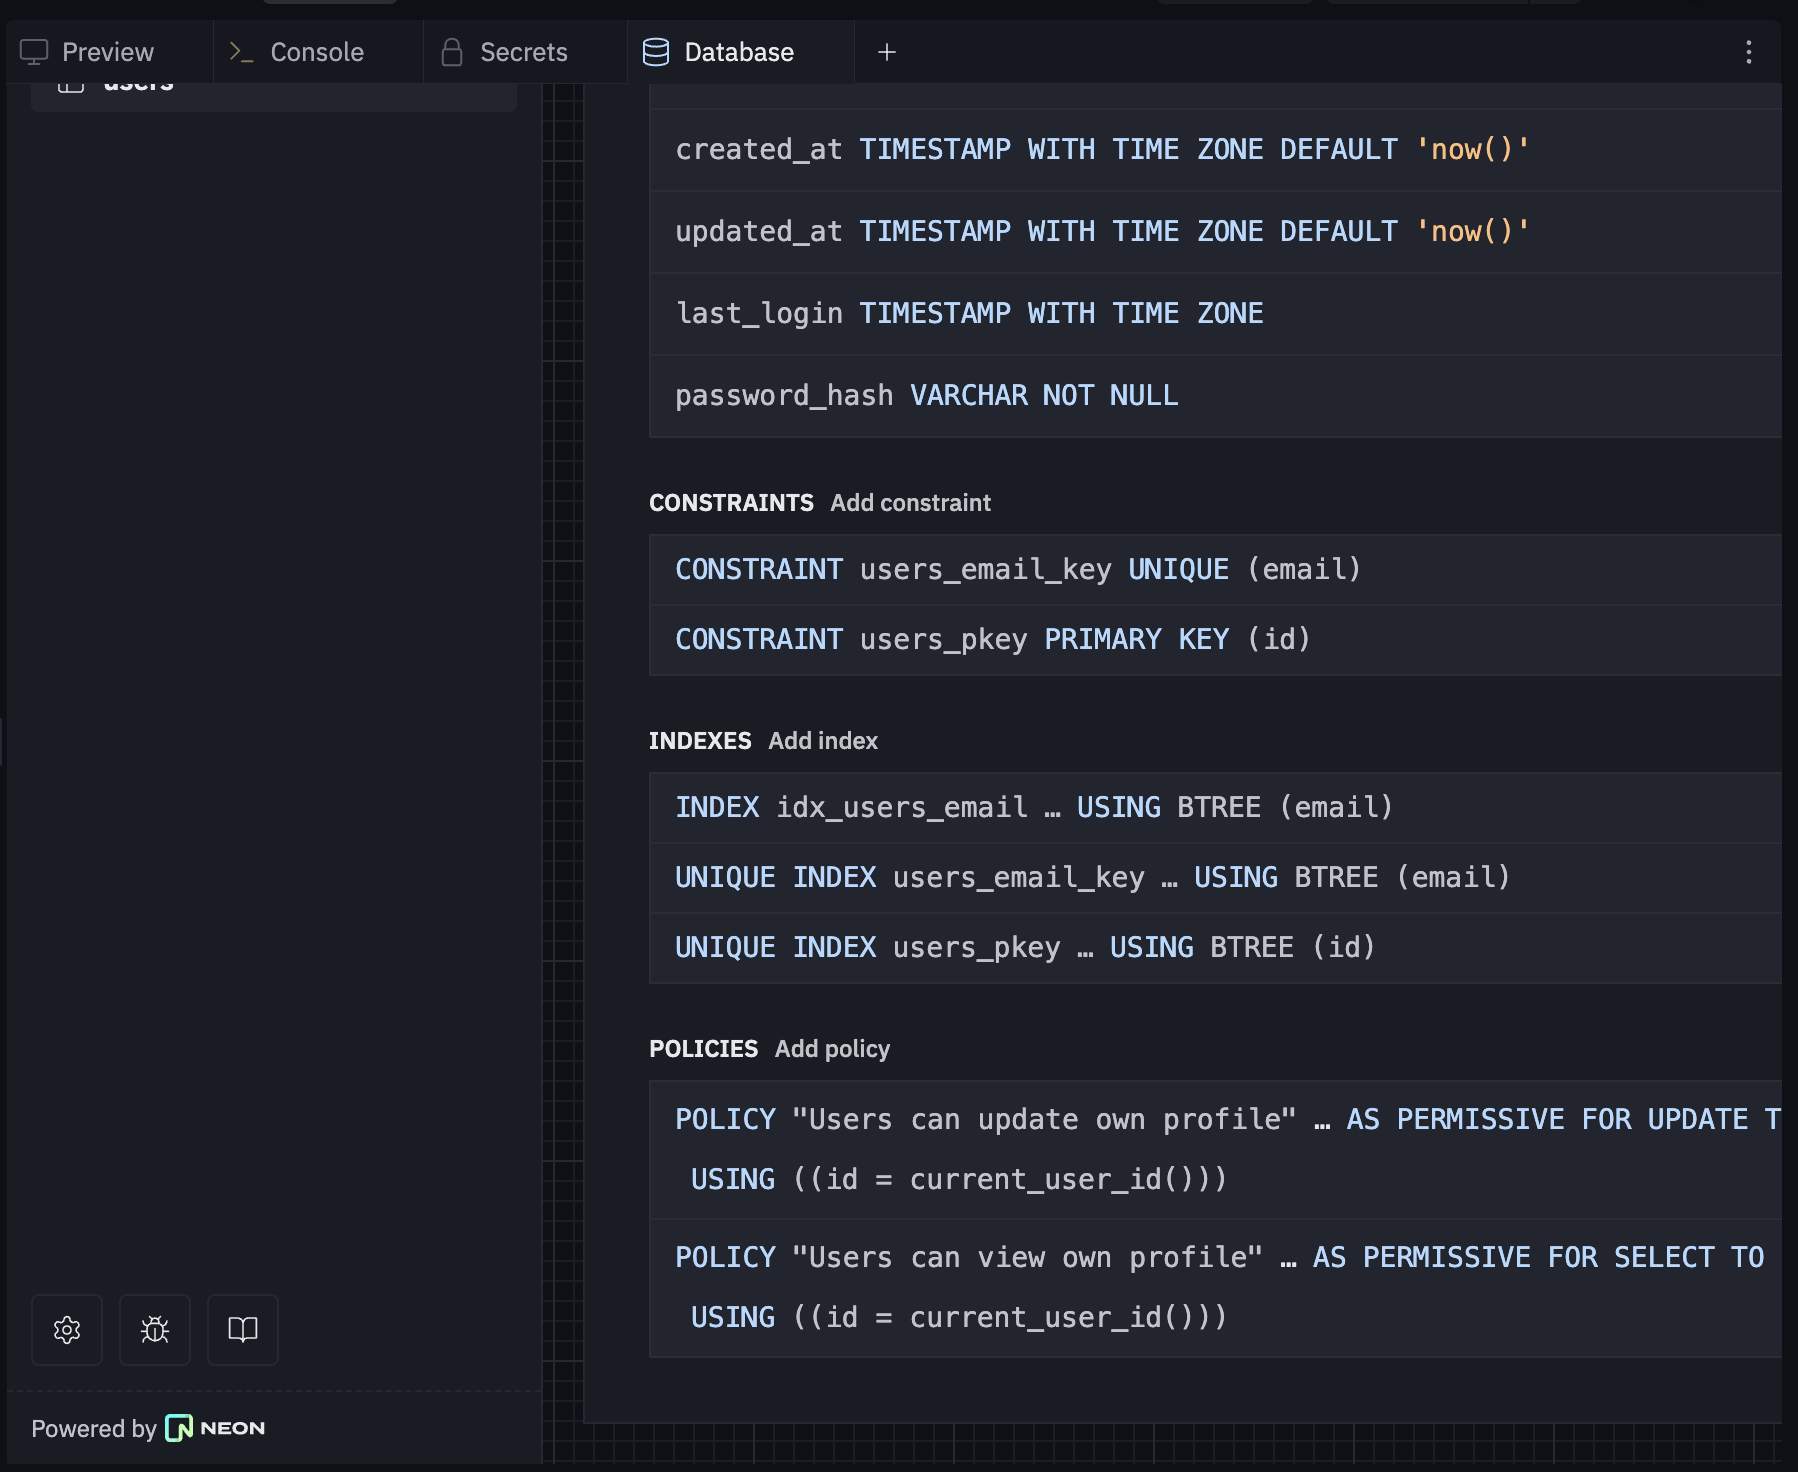 Preview
Console
Secrets
Database
users
created_at TIMESTAMP WITH TIME ZONE DEFAULT 'now()'
updated_at TIMESTAMP WITH TIME ZONE DEFAULT 'now()'
last_login TIMESTAMP WITH TIME ZONE
password_hash VARCHAR NOT NULL
CONSTRAINTS Add constraint
CONSTRAINT users_email_key UNIQUE (email)
CONSTRAINT users_pkey PRIMARY KEY (id)
INDEXES Add index
INDEX idx_users_email … USING BTREE (email)
UNIQUE INDEX users_email_key … USING BTREE (email)
UNIQUE INDEX users_pkey … USING BTREE (id)
POLICIES Add policy
POLICY "Users can update own profile" … AS PERMISSIVE FOR UPDATE T
USING ((id = current_user_id()))
POLICY "Users can view own profile" … AS PERMISSIVE FOR SELECT TO
USING ((id = current_user_id()))
Powered by NEON